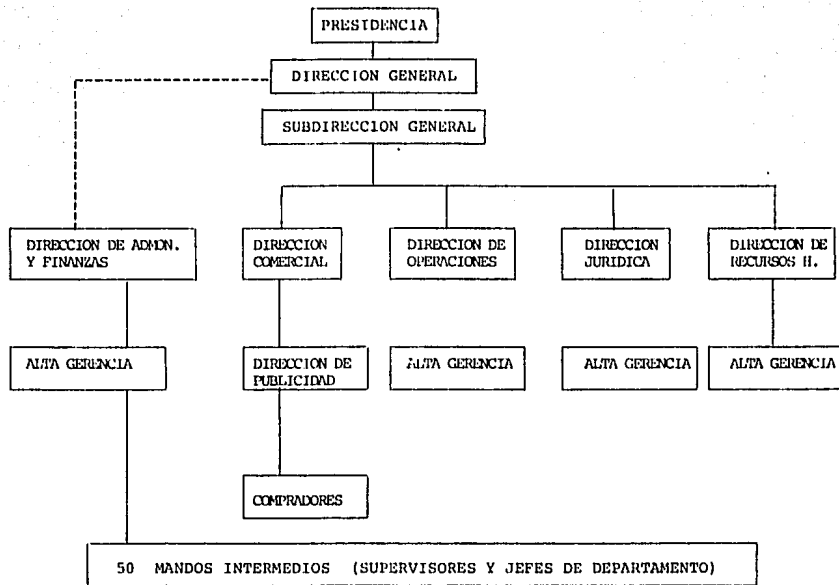 PRESIDENCIA
DIRECCION GENERAL
SUBDIRECCION GENERAL
DIRECCION DE ADMON.
Y FINANZAS
DIRECCION
COMERCIAL
DIRECCION DE
OPERACIONES
DIRECCION
JURIDICA
DIRECCION DE
RECURSOS H.
ALTA GERENCIA
DIRECCION DE
PUBLICIDAD
ALTA GERENCIA
ALTA GERENCIA
ALTA GERENCIA
COMPRADORES
50 MANDOS INTERMEDIOS (SUPERVISORES Y JEFES DE DEPARTAMENTO)